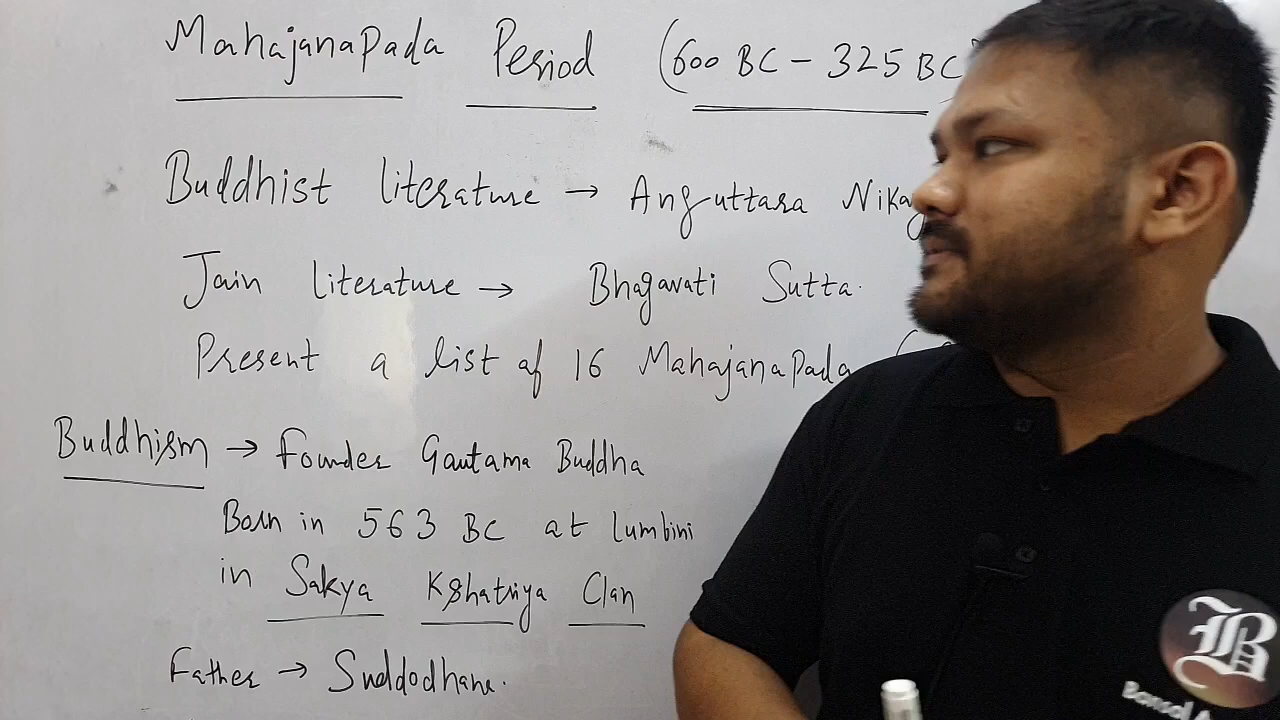 Mahajanapada Period (600 BC - 325 BC
Buddhist literature → Anguttara
Jain literature → Bhagavati Sutta.
Present a list of 16 Mahajanapada
Buddhism → Founder Gautama Buddha
Born in 563 BC at Lumbini
in Sakya Kshatriya Clan
Father → Suddodhana.
B